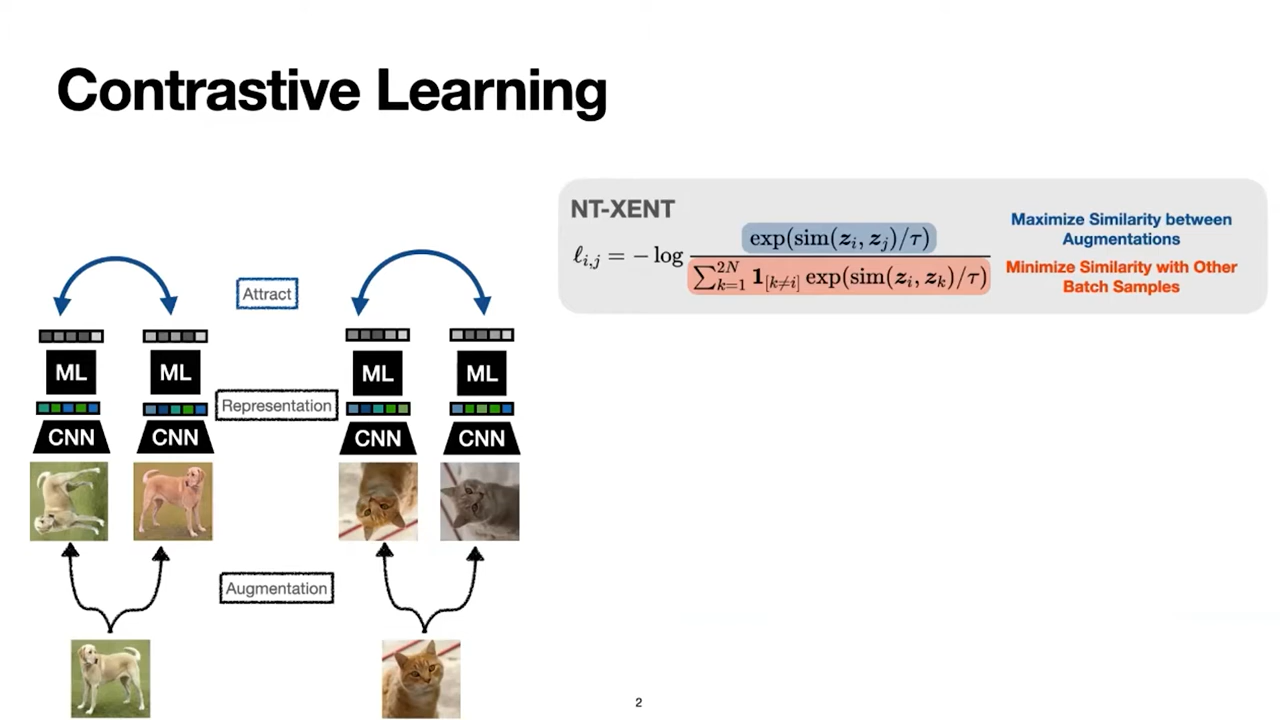 Contrastive Learning
NT-XENT
ℓ_{i,j} = − log exp(sim(z_i, z_j)/τ) / ∑_{k=1}^{2N} 1_{[k≠i]} exp(sim(z_i, z_k)/τ)
Maximize Similarity between
Augmentations
Minimize Similarity with Other
Batch Samples
Attract
ML ML ML ML
Representation
CNN CNN CNN CNN
Augmentation
2